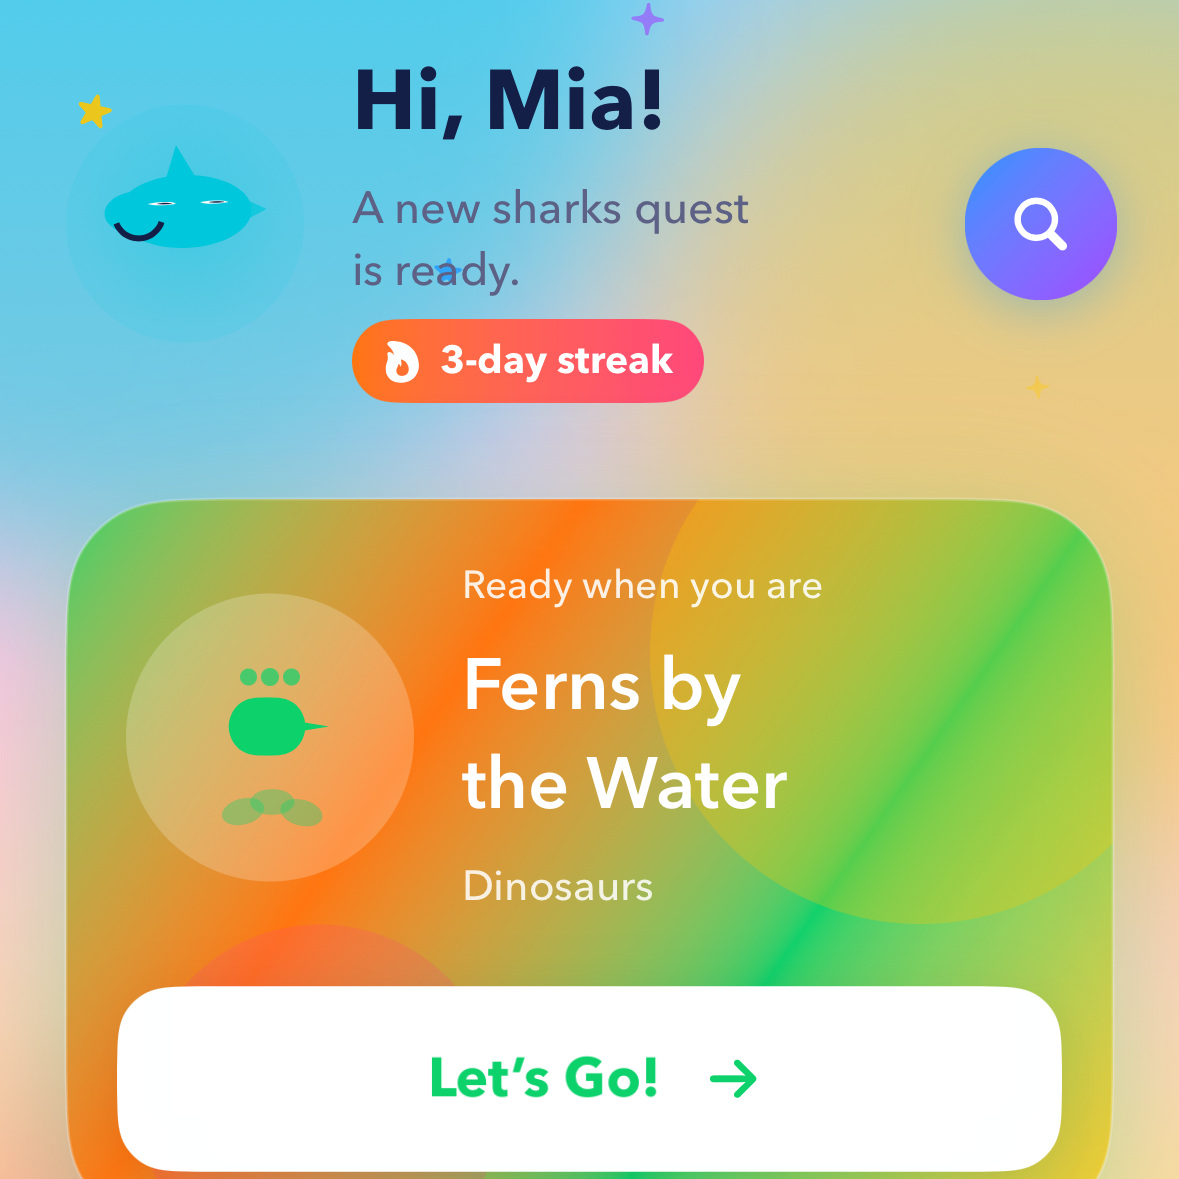 Hi, Mia!
A new sharks quest
is ready.
3-day streak
Ready when you are
Ferns by
the Water
Dinosaurs
Let’s Go!